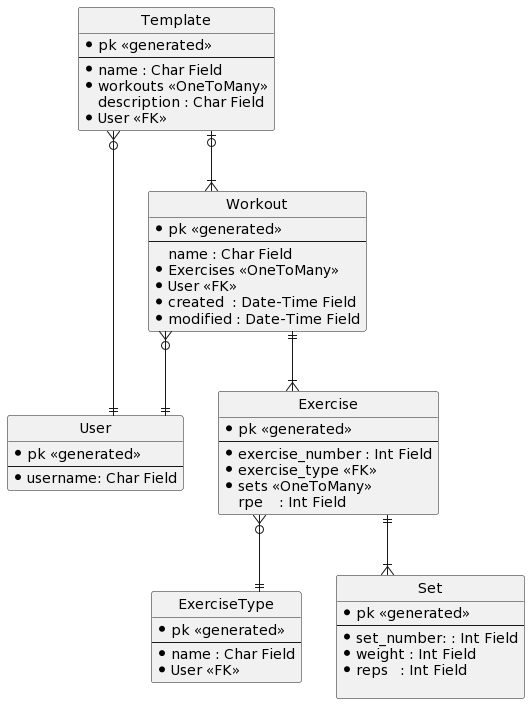 Template
pk «generated»
name : Char Field
workouts «OneToMany»
description : Char Field
User «FK»
Workout
pk «generated»
name : Char Field
Exercises «OneToMany»
User «FK»
created  : Date-Time Field
modified : Date-Time Field
Exercise
pk «generated»
exercise_number : Int Field
exercise_type «FK»
sets «OneToMany»
rpe    : Int Field
User
pk «generated»
username: Char Field
ExerciseType
pk «generated»
name : Char Field
User «FK»
Set
pk «generated»
set_number: : Int Field
weight : Int Field
reps   : Int Field